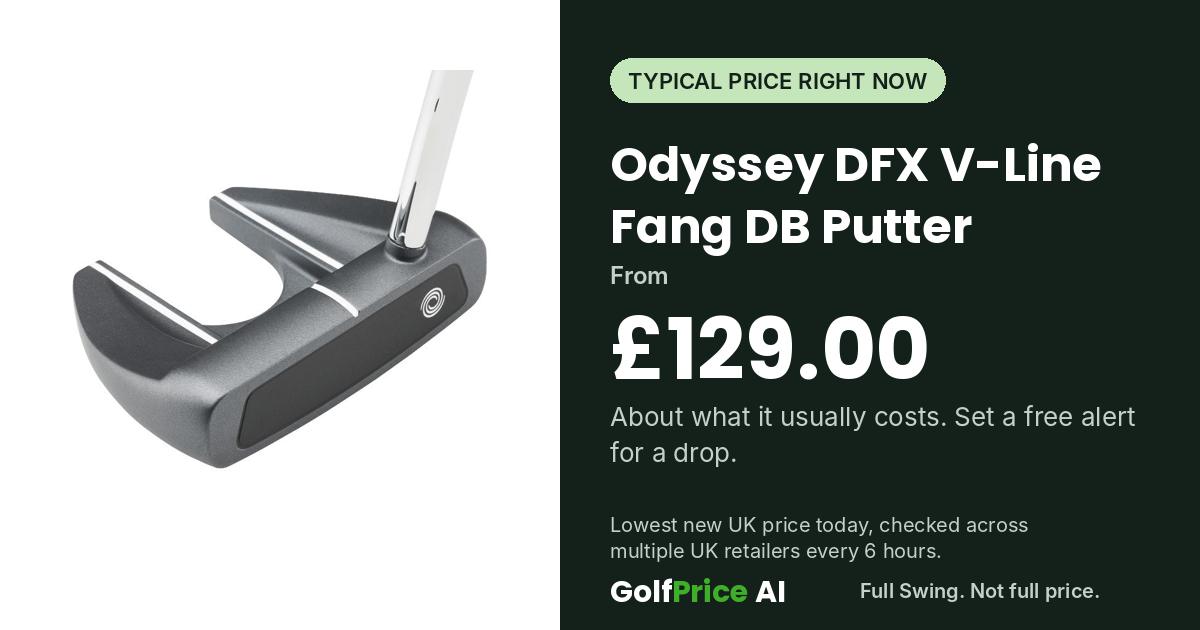 TYPICAL PRICE RIGHT NOW
Odyssey DFX V-Line
Fang DB Putter
From
£129.00
About what it usually costs. Set a free alert
for a drop.
Lowest new UK price today, checked across
multiple UK retailers every 6 hours.
GolfPrice AI
Full Swing. Not full price.